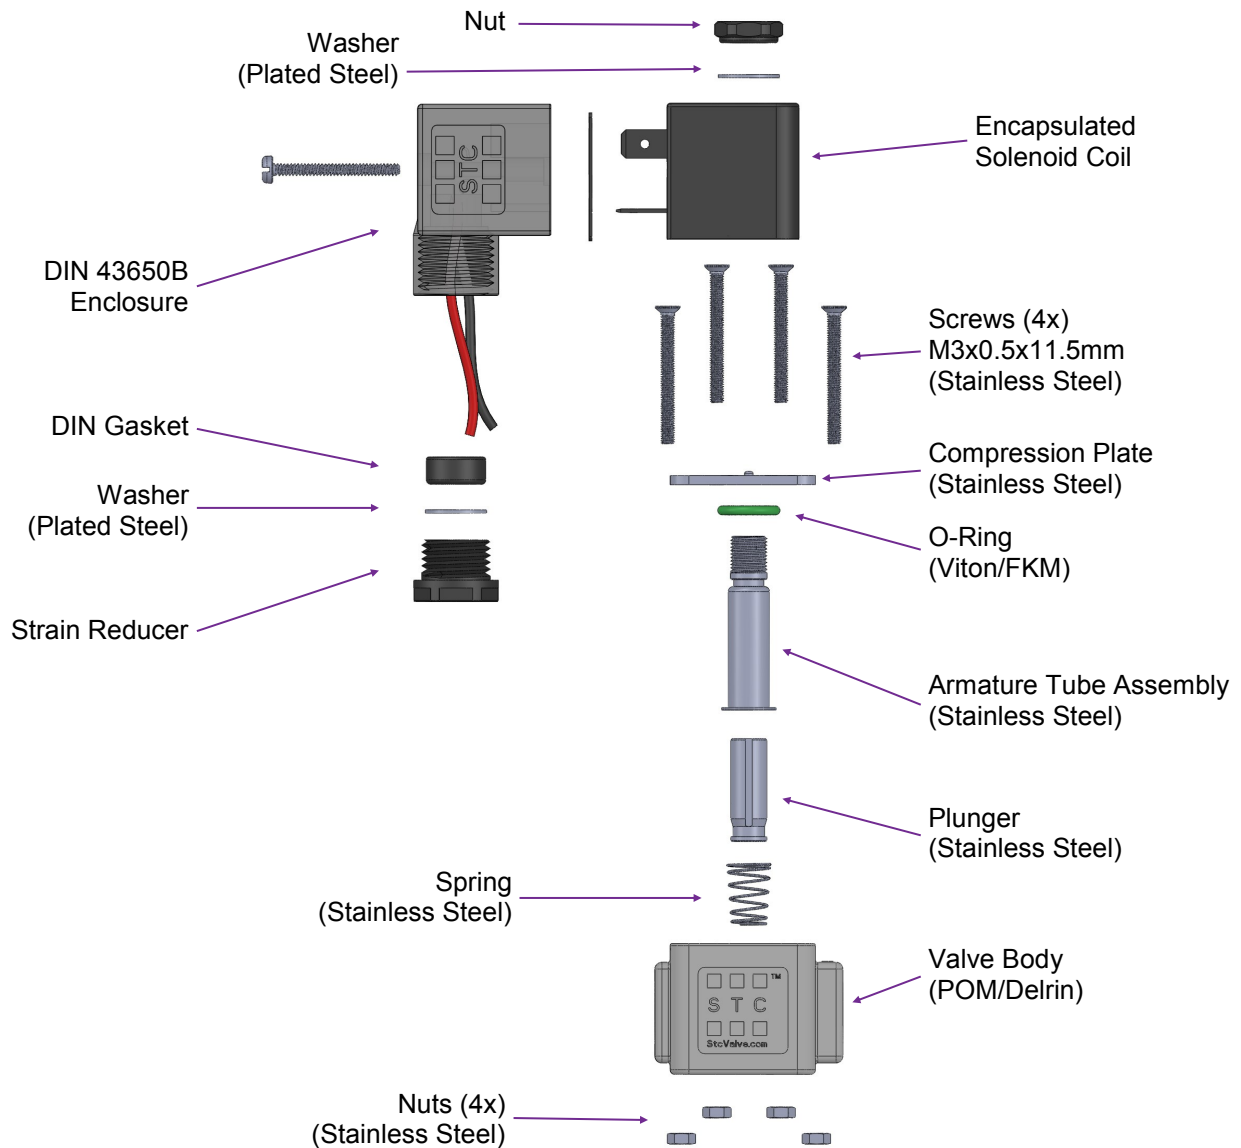 Nut
Washer
(Plated Steel)
STC
Encapsulated
Solenoid Coil
DIN 43650B
Enclosure
Screws (4x)
M3x0.5x11.5mm
(Stainless Steel)
DIN Gasket
Compression Plate
(Stainless Steel)
Washer
(Plated Steel)
O-Ring
(Viton/FKM)
Strain Reducer
Armature Tube Assembly
(Stainless Steel)
Plunger
(Stainless Steel)
Spring
(Stainless Steel)
Valve Body
(POM/Delrin)
TM
S T C
StcValve.com
Nuts (4x)
(Stainless Steel)